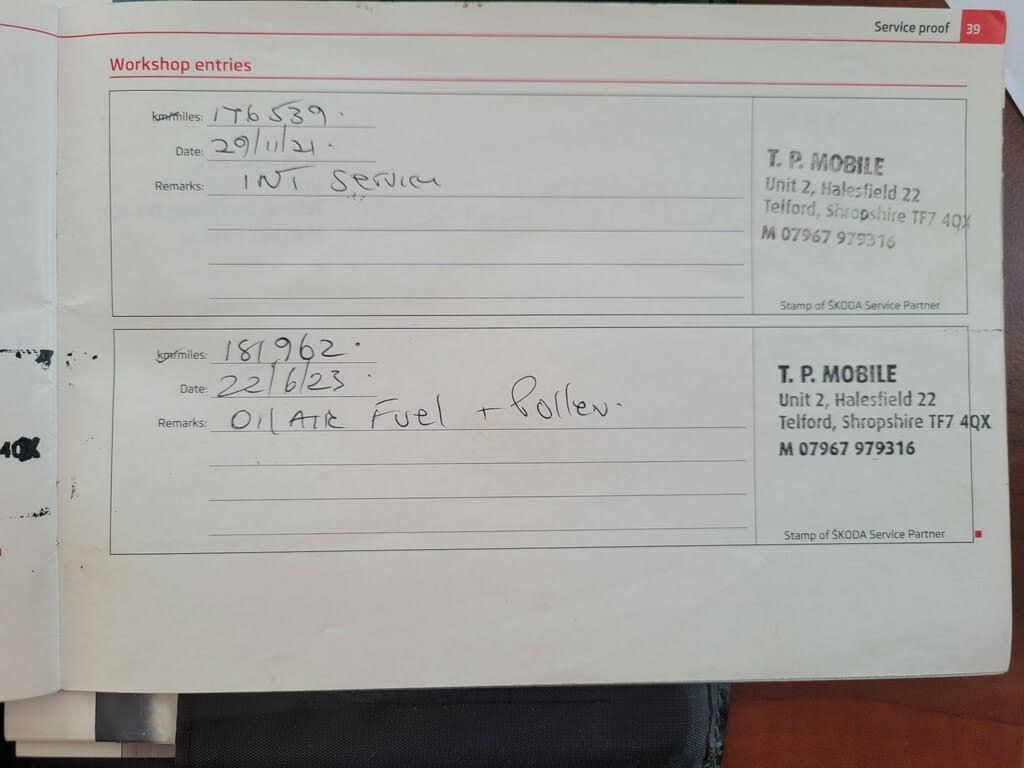 Service proof 39
Workshop entries
km/miles: 176539.
Date: 29/11/21.
Remarks: INT Service
T. P. MOBILE
Unit 2, Halesfield 22
Telford, Shropshire TF7 4QX
M 07967 979316
Stamp of ŠKODA Service Partner
km/miles: 181,962.
Date: 22/6/23.
Remarks: Oil AIR Fuel + Pollen.
T. P. MOBILE
Unit 2, Halesfield 22
Telford, Shropshire TF7 4QX
M 07967 979316
Stamp of ŠKODA Service Partner
4QX